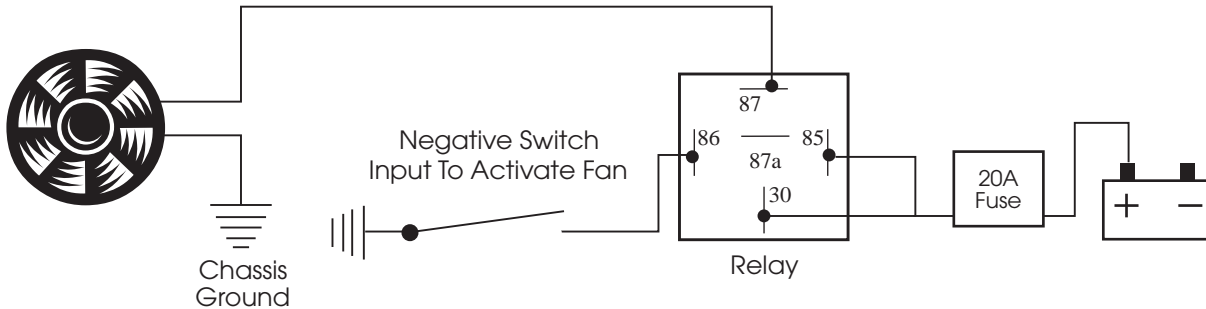 87
Negative Switch
Input To Activate Fan
86
85
87a
30
20A
Fuse
+ −
Chassis
Ground
Relay